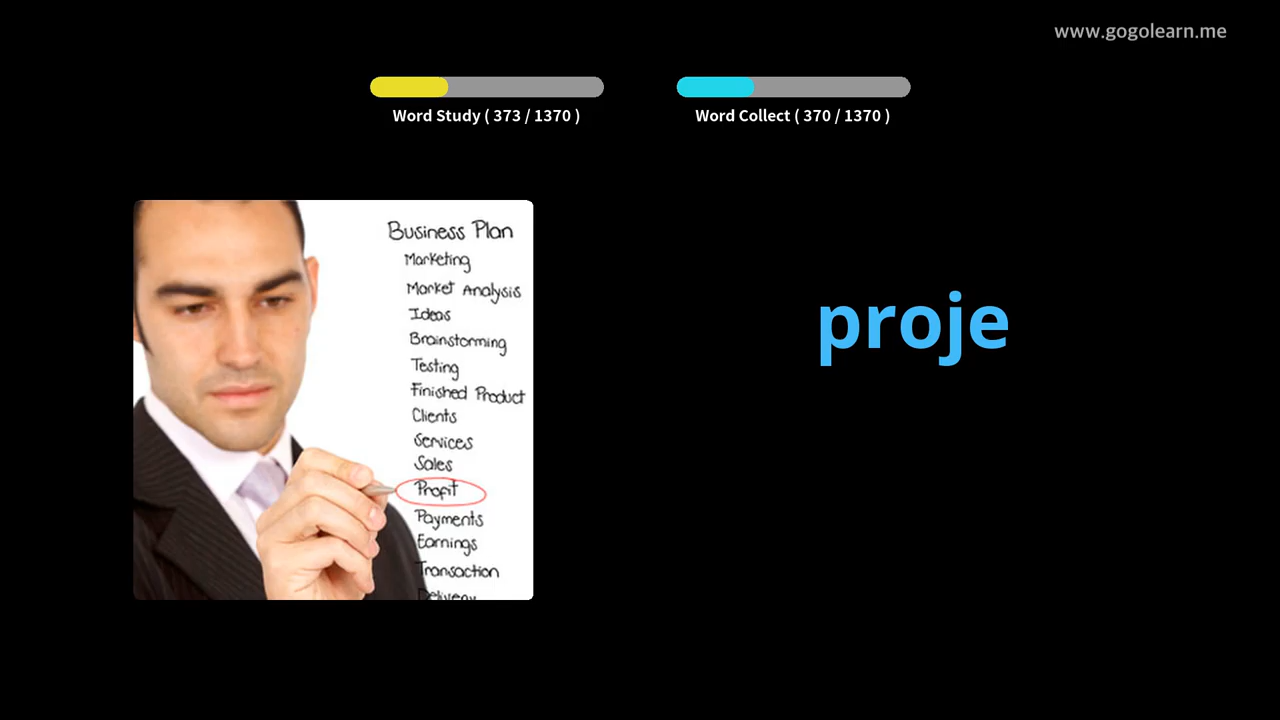 www.gogolearn.me
Word Study ( 373 / 1370 )
Word Collect ( 370 / 1370 )
Business Plan
Marketing
Market Analysis
Ideas
Brainstorming
Testing
Finished Product
Clients
Services
Sales
Profit
Payments
Earnings
Transaction
Delivery
proje